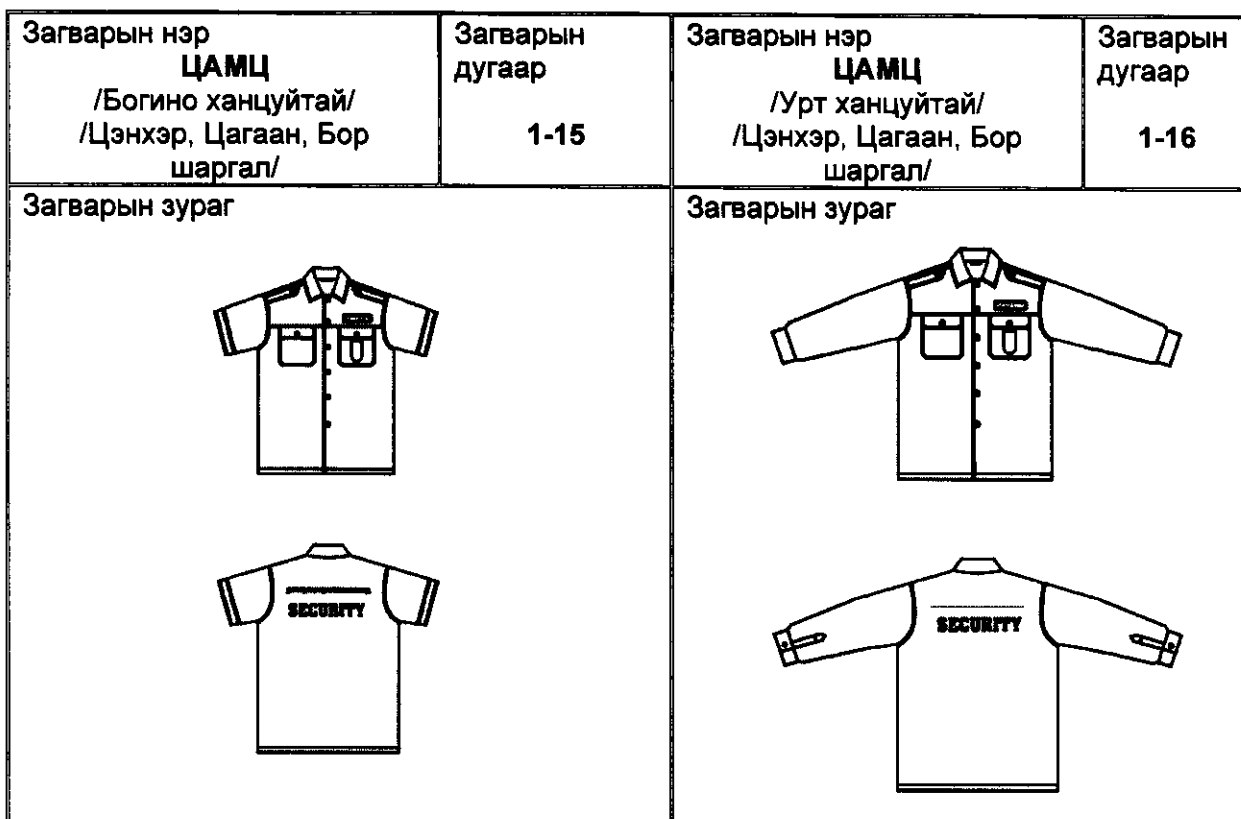 Загварын нэр
ЦАМЦ
/Богино ханцуйтай/
/Цэнхэр, Цагаан, Бор
шаргал/
Загварын
дугаар
1-15
Загварын нэр
ЦАМЦ
/Урт ханцуйтай/
/Цэнхэр, Цагаан, Бор
шаргал/
Загварын
дугаар
1-16
Загварын зураг
SECURITY
Загварын зураг
SECURITY